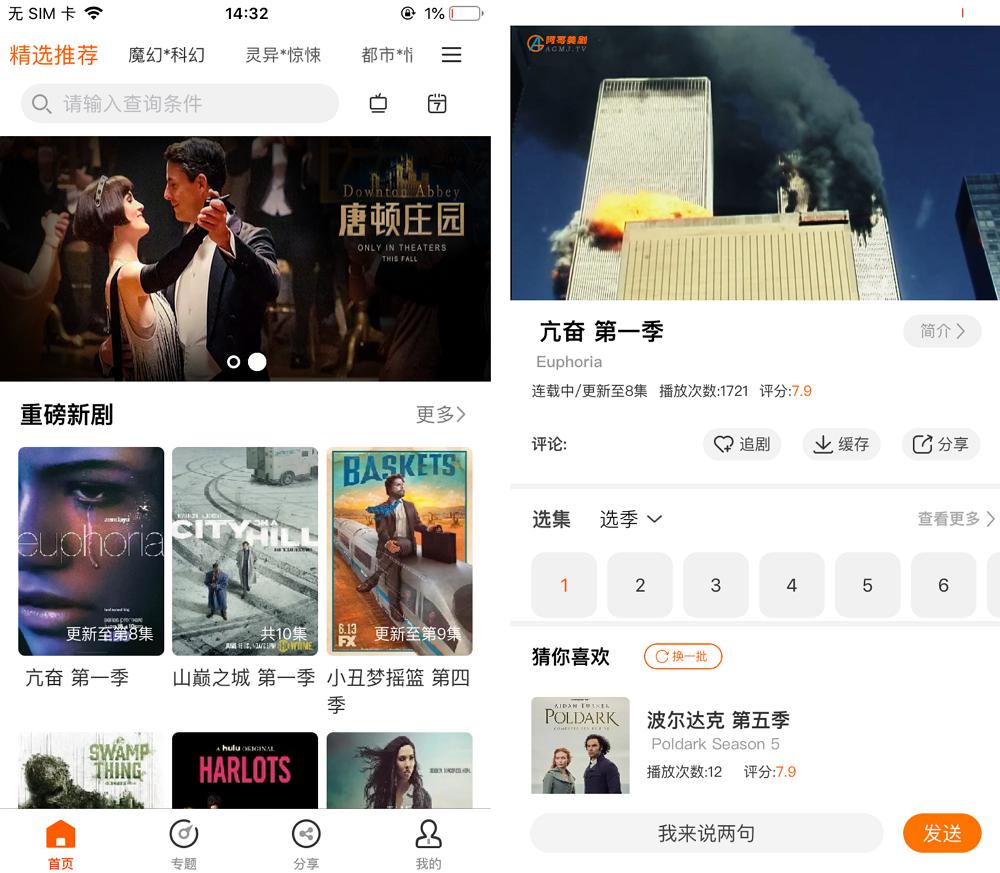 无 SIM 卡
14:32
1%
精选推荐 魔幻*科幻 灵异*惊悚 都市*
请输入查询条件
7
Downton Abbey
唐顿庄园
ONLY IN THEATERS
THIS FALL
重磅新剧
更多
euphoria
更新至第8集
CITY ON A HILL
共10集
SHOWTIME
BASKETS
6.13
FX
更新至第9集
亢奋 第一季
山巅之城 第一季
小丑梦摇篮 第四
季
SWAMP
THING
A hulu ORIGINAL
HARLOTS
首页
专题
分享
我的
阿哥美剧
AGMJ.TV
亢奋 第一季
简介
Euphoria
连载中/更新至8集 播放次数:1721 评分:7.9
评论:
追剧
缓存
分享
选集
选季
查看更多
1 2 3 4 5 6
猜你喜欢
换一批
AIDAN TURNER
POLDARK
波尔达克 第五季
Poldark Season 5
播放次数:12 评分:7.9
我来说两句
发送